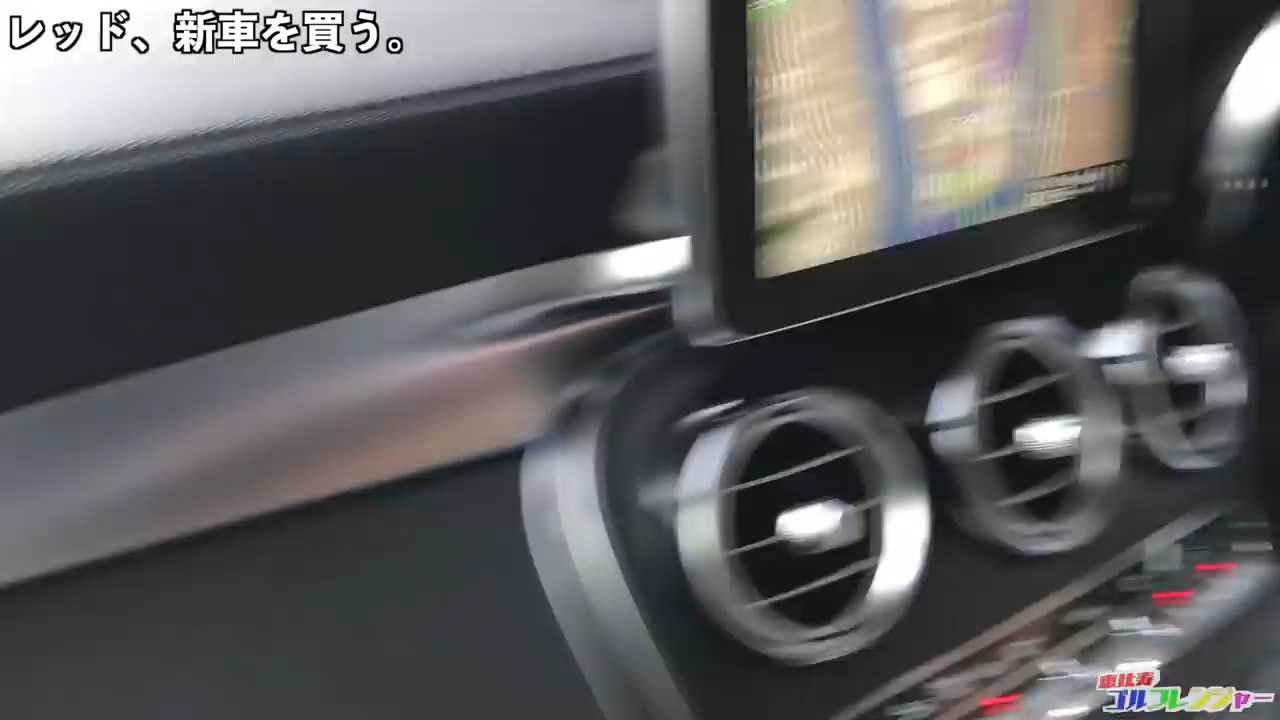 レッド、新車を買う。
恵比寿
ゴルフレンジャー